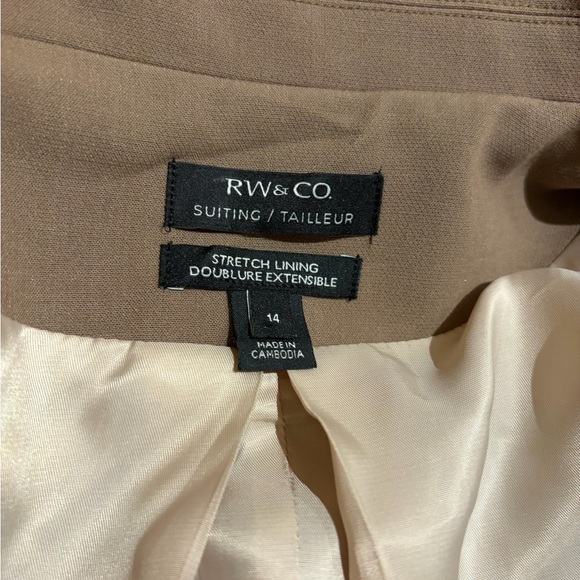 RW&CO.
SUITING / TAILLEUR
STRETCH LINING
DOUBLURE EXTENSIBLE
14
MADE IN
CAMBODIA